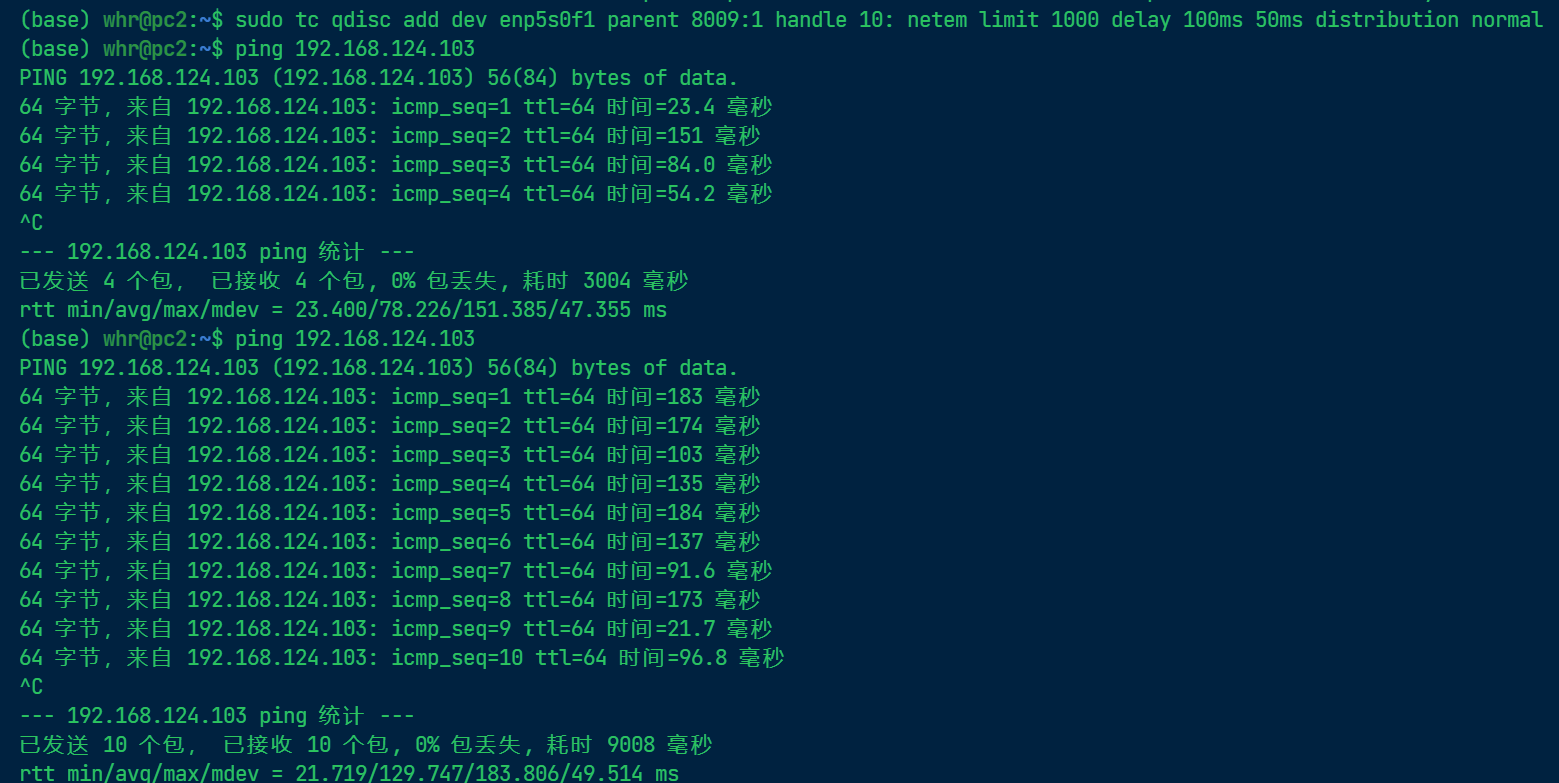 (base) whr@pc2:~$ sudo tc qdisc add dev enp5s0f1 parent 8009:1 handle 10: netem limit 1000 delay 100ms 50ms distribution normal
(base) whr@pc2:~$ ping 192.168.124.103
PING 192.168.124.103 (192.168.124.103) 56(84) bytes of data.
64 字节，来自 192.168.124.103: icmp_seq=1 ttl=64 时间=23.4 毫秒
64 字节，来自 192.168.124.103: icmp_seq=2 ttl=64 时间=151 毫秒
64 字节，来自 192.168.124.103: icmp_seq=3 ttl=64 时间=84.0 毫秒
64 字节，来自 192.168.124.103: icmp_seq=4 ttl=64 时间=54.2 毫秒
^C
--- 192.168.124.103 ping 统计 ---
已发送 4 个包， 已接收 4 个包, 0% 包丢失, 耗时 3004 毫秒
rtt min/avg/max/mdev = 23.400/78.226/151.385/47.355 ms
(base) whr@pc2:~$ ping 192.168.124.103
PING 192.168.124.103 (192.168.124.103) 56(84) bytes of data.
64 字节，来自 192.168.124.103: icmp_seq=1 ttl=64 时间=183 毫秒
64 字节，来自 192.168.124.103: icmp_seq=2 ttl=64 时间=174 毫秒
64 字节，来自 192.168.124.103: icmp_seq=3 ttl=64 时间=103 毫秒
64 字节，来自 192.168.124.103: icmp_seq=4 ttl=64 时间=135 毫秒
64 字节，来自 192.168.124.103: icmp_seq=5 ttl=64 时间=184 毫秒
64 字节，来自 192.168.124.103: icmp_seq=6 ttl=64 时间=137 毫秒
64 字节，来自 192.168.124.103: icmp_seq=7 ttl=64 时间=91.6 毫秒
64 字节，来自 192.168.124.103: icmp_seq=8 ttl=64 时间=173 毫秒
64 字节，来自 192.168.124.103: icmp_seq=9 ttl=64 时间=21.7 毫秒
64 字节，来自 192.168.124.103: icmp_seq=10 ttl=64 时间=96.8 毫秒
^C
--- 192.168.124.103 ping 统计 ---
已发送 10 个包， 已接收 10 个包, 0% 包丢失, 耗时 9008 毫秒
rtt min/avg/max/mdev = 21.719/129.747/183.806/49.514 ms